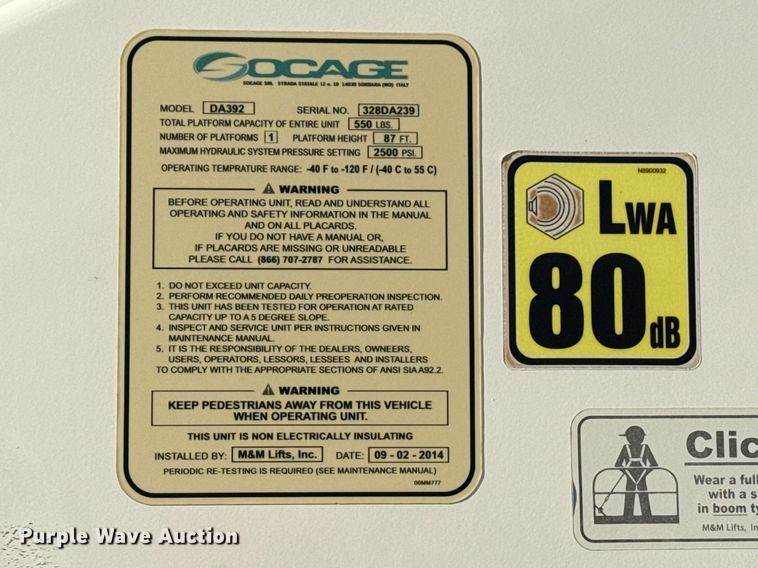 SOCAGE
SOCAGE SRL STRADA STATALE 12 n. 10 14030 SORBARA (MO) ITALY
MODEL DA392 SERIAL NO. 328DA239
TOTAL PLATFORM CAPACITY OF ENTIRE UNIT 550 LBS.
NUMBER OF PLATFORMS 1 PLATFORM HEIGHT 87 FT.
MAXIMUM HYDRAULIC SYSTEM PRESSURE SETTING 2500 PSI.
OPERATING TEMPRATURE RANGE: -40 F to -120 F / (-40 C to 55 C)
WARNING
BEFORE OPERATING UNIT, READ AND UNDERSTAND ALL
OPERATING AND SAFETY INFORMATION IN THE MANUAL
AND ON ALL PLACARDS.
IF YOU DO NOT HAVE A MANUAL OR,
IF PLACARDS ARE MISSING OR UNREADABLE
PLEASE CALL (866) 707-2787 FOR ASSISTANCE.
1. DO NOT EXCEED UNIT CAPACITY.
2. PERFORM RECOMMENDED DAILY PREOPERATION INSPECTION.
3. THIS UNIT HAS BEEN TESTED FOR OPERATION AT RATED
CAPACITY UP TO A 5 DEGREE SLOPE.
4. INSPECT AND SERVICE UNIT PER INSTRUCTIONS GIVEN IN
MAINTENANCE MANUAL.
5. IT IS THE RESPONSIBILITY OF THE DEALERS, OWNEERS,
USERS, OPERATORS, LESSORS, LESSEES AND INSTALLERS
TO COMPLY WITH THE APPROPRIATE SECTIONS OF ANSI SIA A92.2.
WARNING
KEEP PEDESTRIANS AWAY FROM THIS VEHICLE
WHEN OPERATING UNIT.
THIS UNIT IS NON ELECTRICALLY INSULATING
INSTALLED BY: M&M Lifts, Inc. DATE: 09 - 02 - 2014
PERIODIC RE-TESTING IS REQUIRED (SEE MAINTENANCE MANUAL)
00MM777
N8900932
LWA
80 dB
Clic
Wear a full
with a s
in boom ty
M&M Lifts, In
Purple Wave Auction